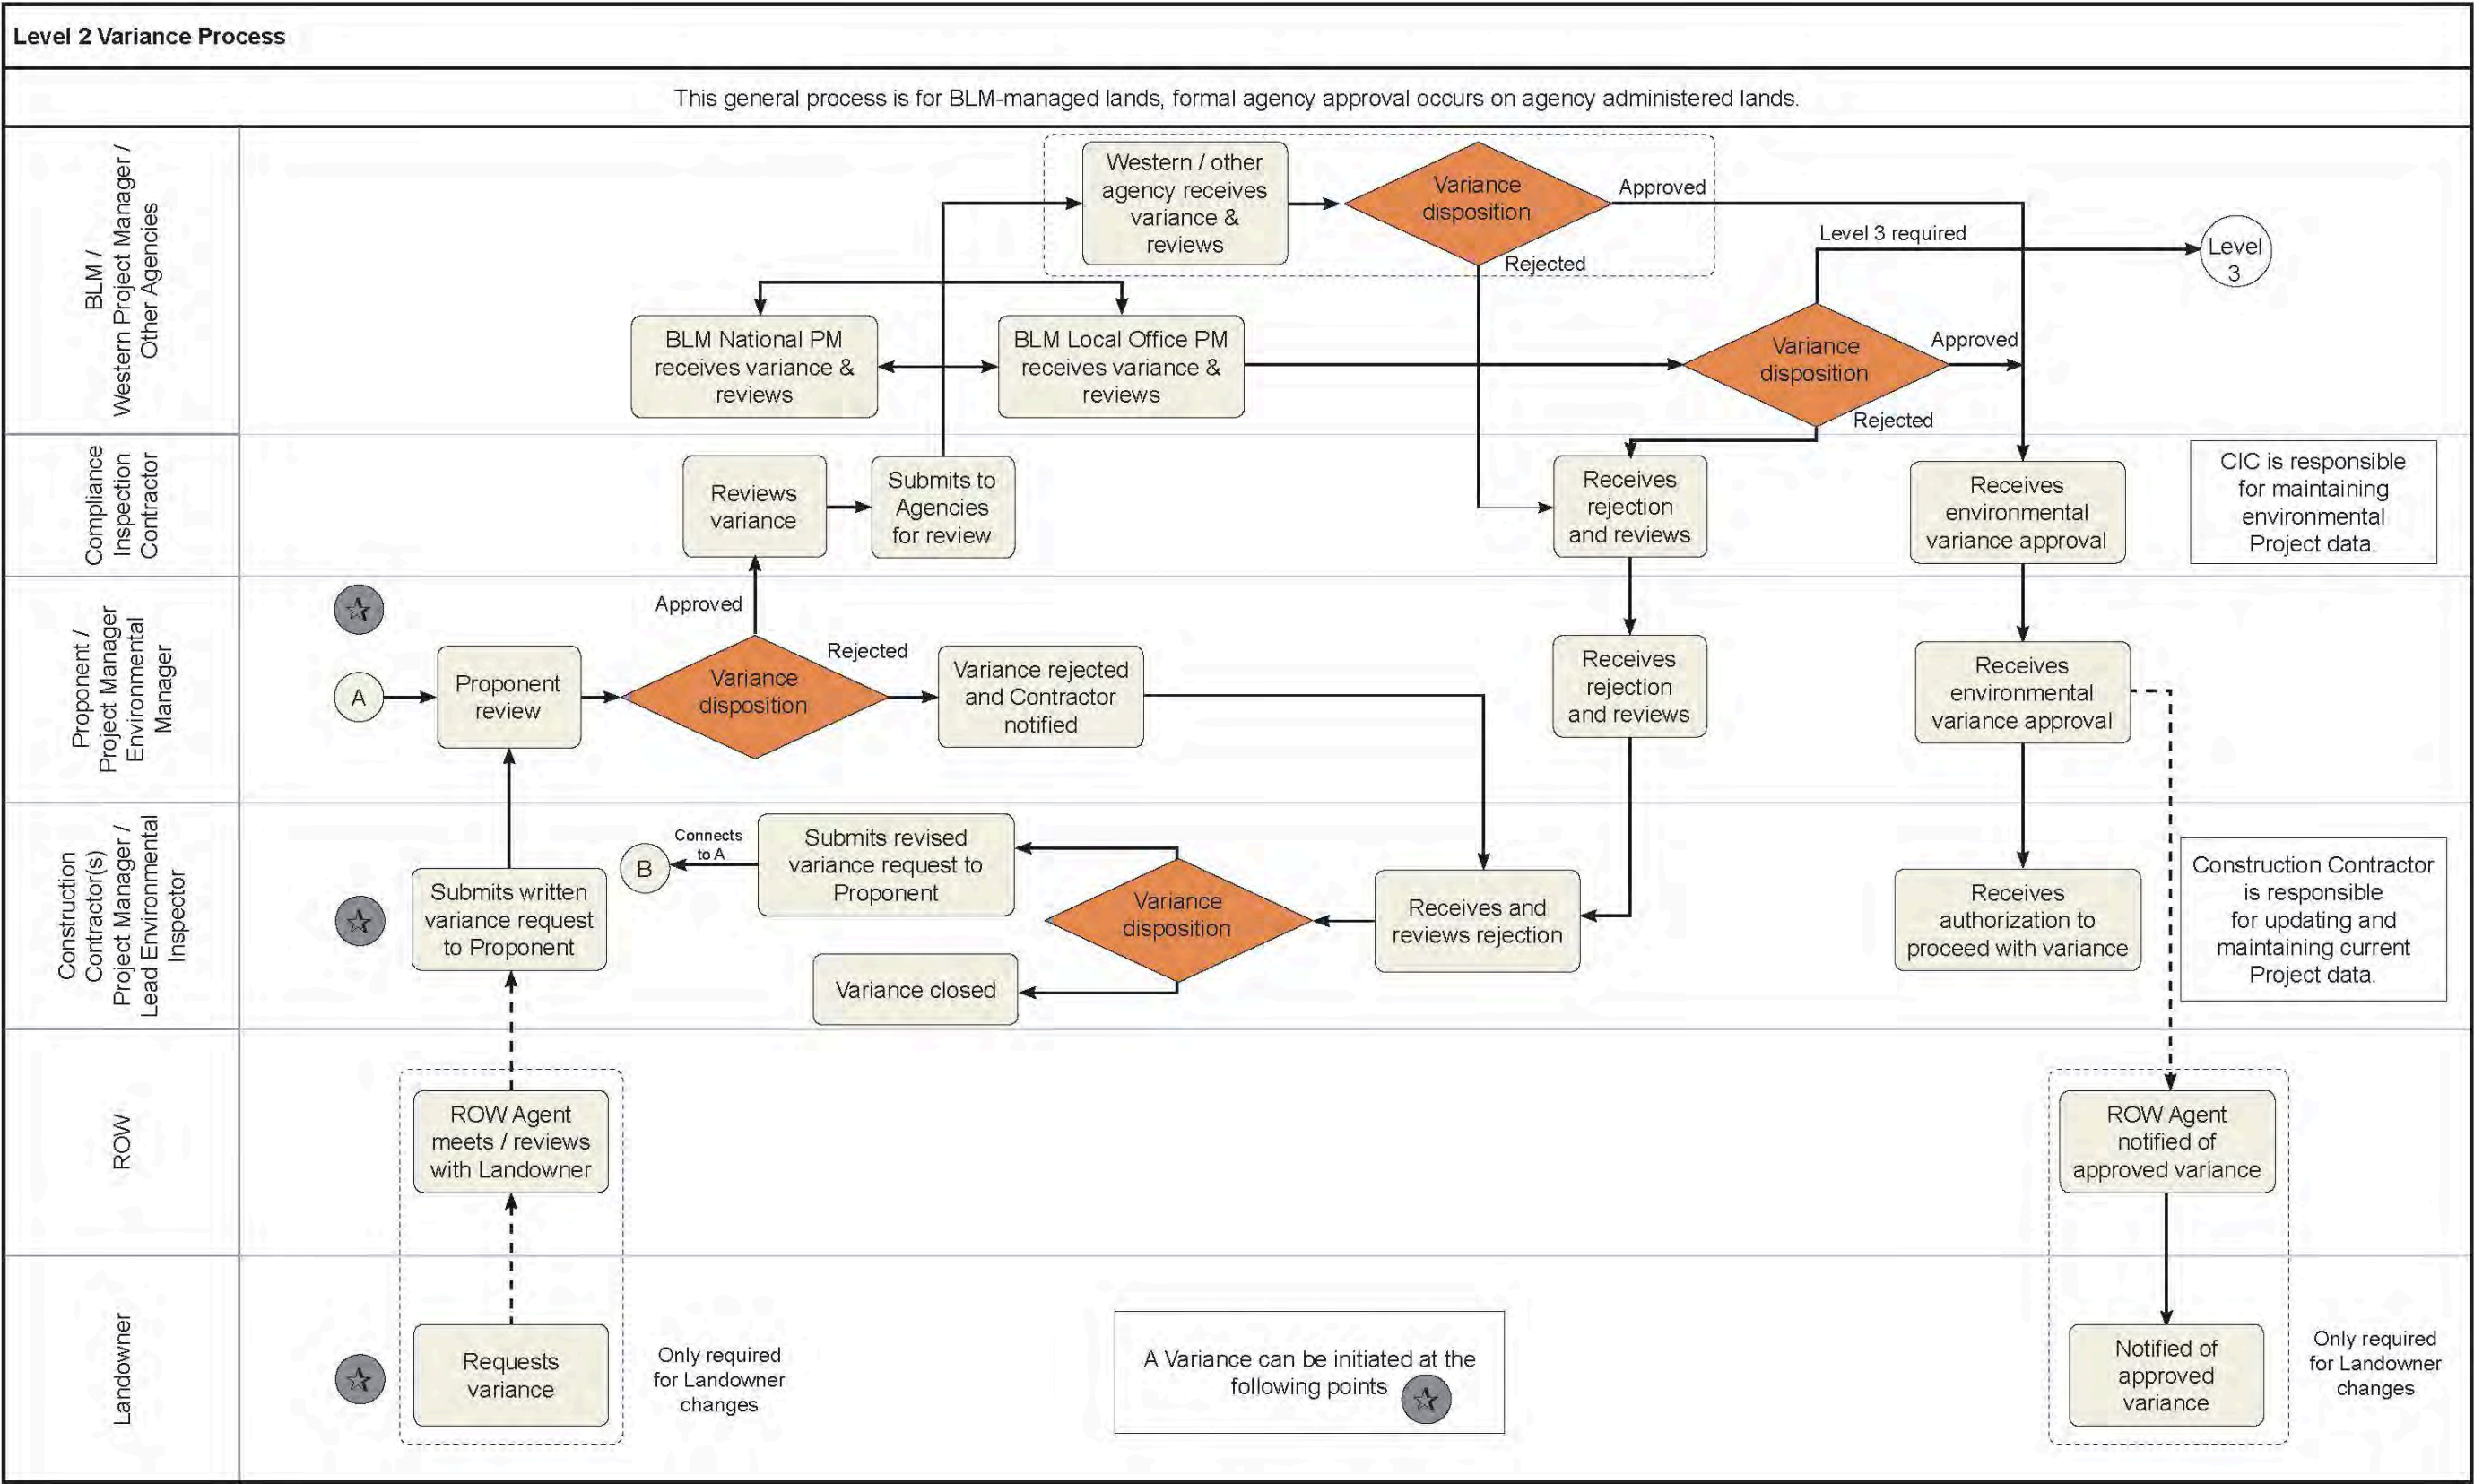 Level 2 Variance Process
This general process is for BLM-managed lands, formal agency approval occurs on agency administered lands.
BLM /
Western Project Manager /
Other Agencies
Western / other
agency receives
variance &
reviews
Variance
disposition
Approved
Rejected
Level 3 required
Level
3
BLM National PM
receives variance &
reviews
BLM Local Office PM
receives variance &
reviews
Variance
disposition
Approved
Rejected
Compliance
Inspection
Contractor
Reviews
variance
Submits to
Agencies
for review
Receives
rejection
and reviews
Receives
environmental
variance approval
CIC is responsible
for maintaining
environmental
Project data.
Proponent /
Project Manager
Environmental
Manager
A
Proponent
review
Approved
Variance
disposition
Rejected
Variance rejected
and Contractor
notified
Receives
rejection
and reviews
Receives
environmental
variance approval
Construction
Contractor(s)
Project Manager /
Lead Environmental
Inspector
Submits written
variance request
to Proponent
B
Connects
to A
Submits revised
variance request to
Proponent
Variance closed
Variance
disposition
Receives and
reviews rejection
Receives
authorization to
proceed with variance
Construction Contractor
is responsible
for updating and
maintaining current
Project data.
ROW
ROW Agent
meets / reviews
with Landowner
ROW Agent
notified of
approved variance
Landowner
Requests
variance
Only required
for Landowner
changes
A Variance can be initiated at the
following points
Notified of
approved
variance
Only required
for Landowner
changes